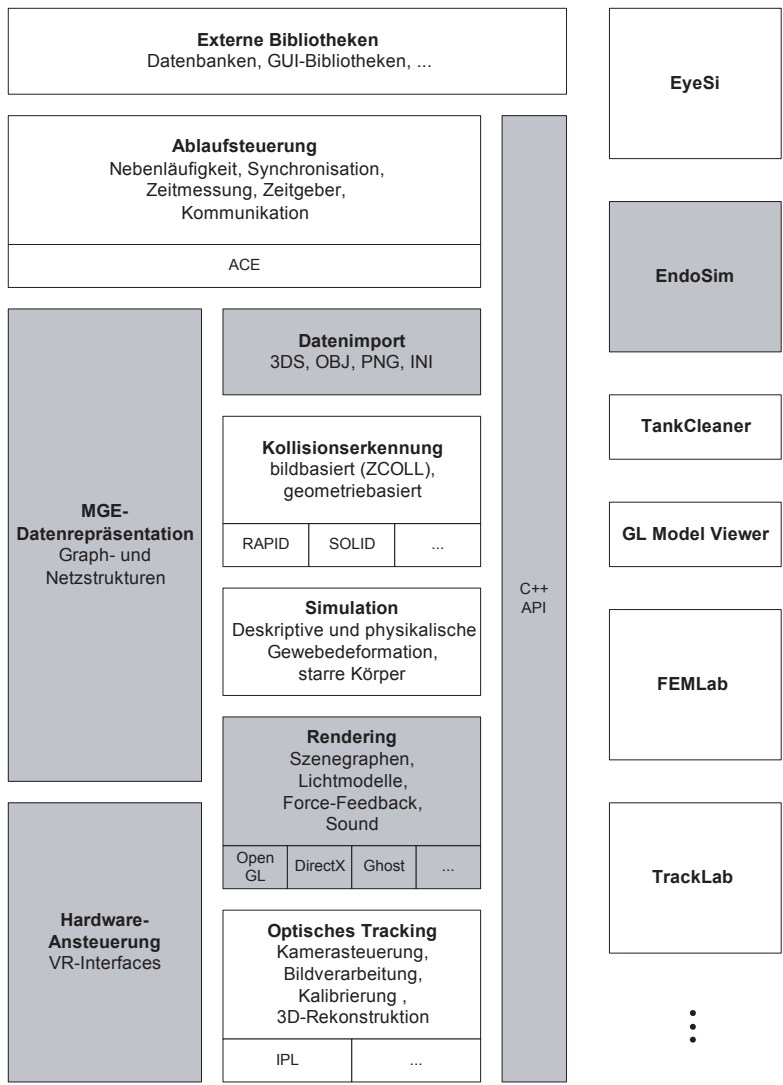 Externe Bibliotheken
Datenbanken, GUI-Bibliotheken, ...
Ablaufsteuerung
Nebenläufigkeit, Synchronisation,
Zeitmessung, Zeitgeber,
Kommunikation
ACE
MGE-
Datenrepräsentation
Graph- und
Netzstrukturen
Hardware-
Ansteuerung
VR-Interfaces
Datenimport
3DS, OBJ, PNG, INI
Kollisionserkennung
bildbasiert (ZCOLL),
geometriebasiert
RAPID
SOLID
...
Simulation
Deskriptive und physikalische
Gewebedeformation,
starre Körper
Rendering
Szenegraphen,
Lichtmodelle,
Force-Feedback,
Sound
Open
GL
DirectX
Ghost
...
Optisches Tracking
Kamerasteuerung,
Bildverarbeitung,
Kalibrierung ,
3D-Rekonstruktion
IPL
...
C++
API
EyeSi
EndoSim
TankCleaner
GL Model Viewer
FEMLab
TrackLab